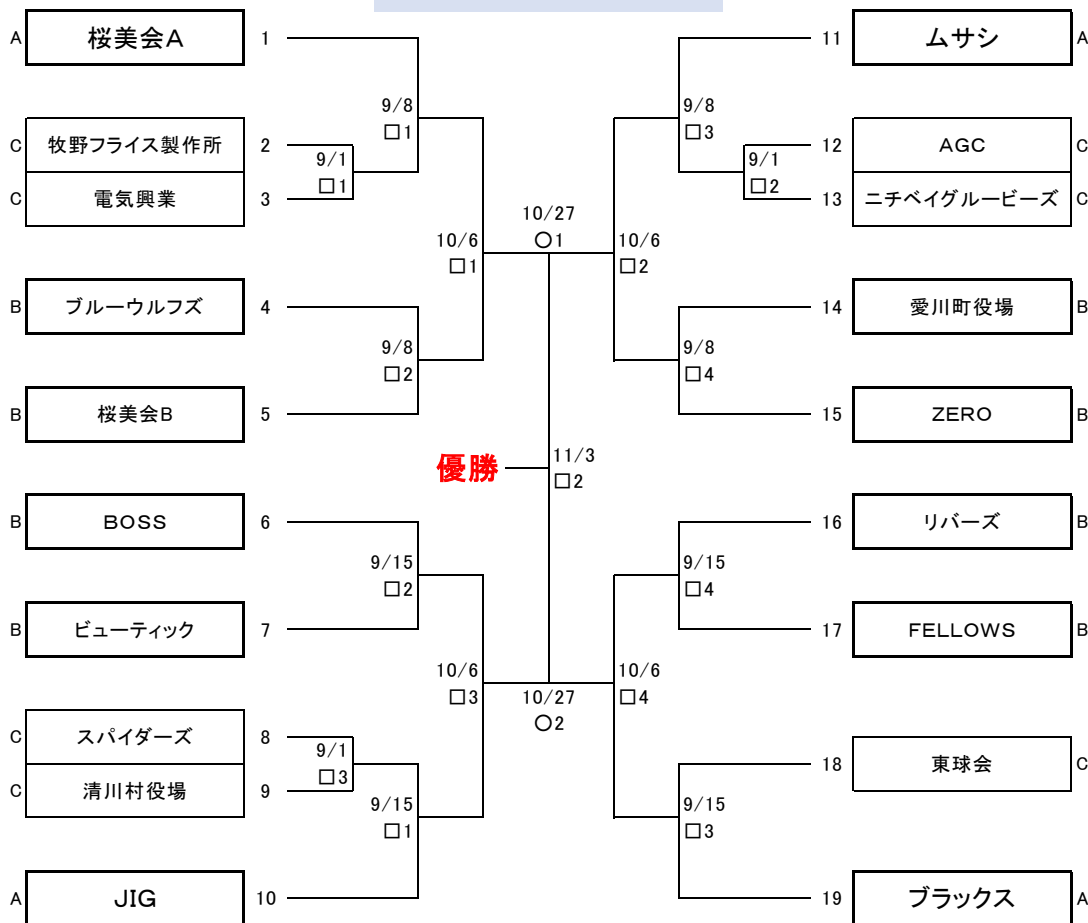 A 桜美会A 1 11 ムサシ A
9/8 9/8
□1 □3
C 牧野フライス製作所 2 12 AGC C
9/1 9/1
□1 □2
C 電気興業 3 13 ニチベイグルービーズ C
10/27
○1
10/6 10/6
□1 □2
B ブルーウルフズ 4 14 愛川町役場 B
9/8 9/8
□2 □4
B 桜美会B 5 15 ZERO B
優勝 11/3
□2
B BOSS 6 16 リバーズ B
9/15 9/15
□2 □4
B ビューティック 7 17 FELLOWS B
10/6 10/6
□3 □4
10/27
○2
C スパイダーズ 8 18 東球会 C
9/1
□3
C 清川村役場 9
9/15 9/15
□1 □3
A JIG 10 19 ブラックス A